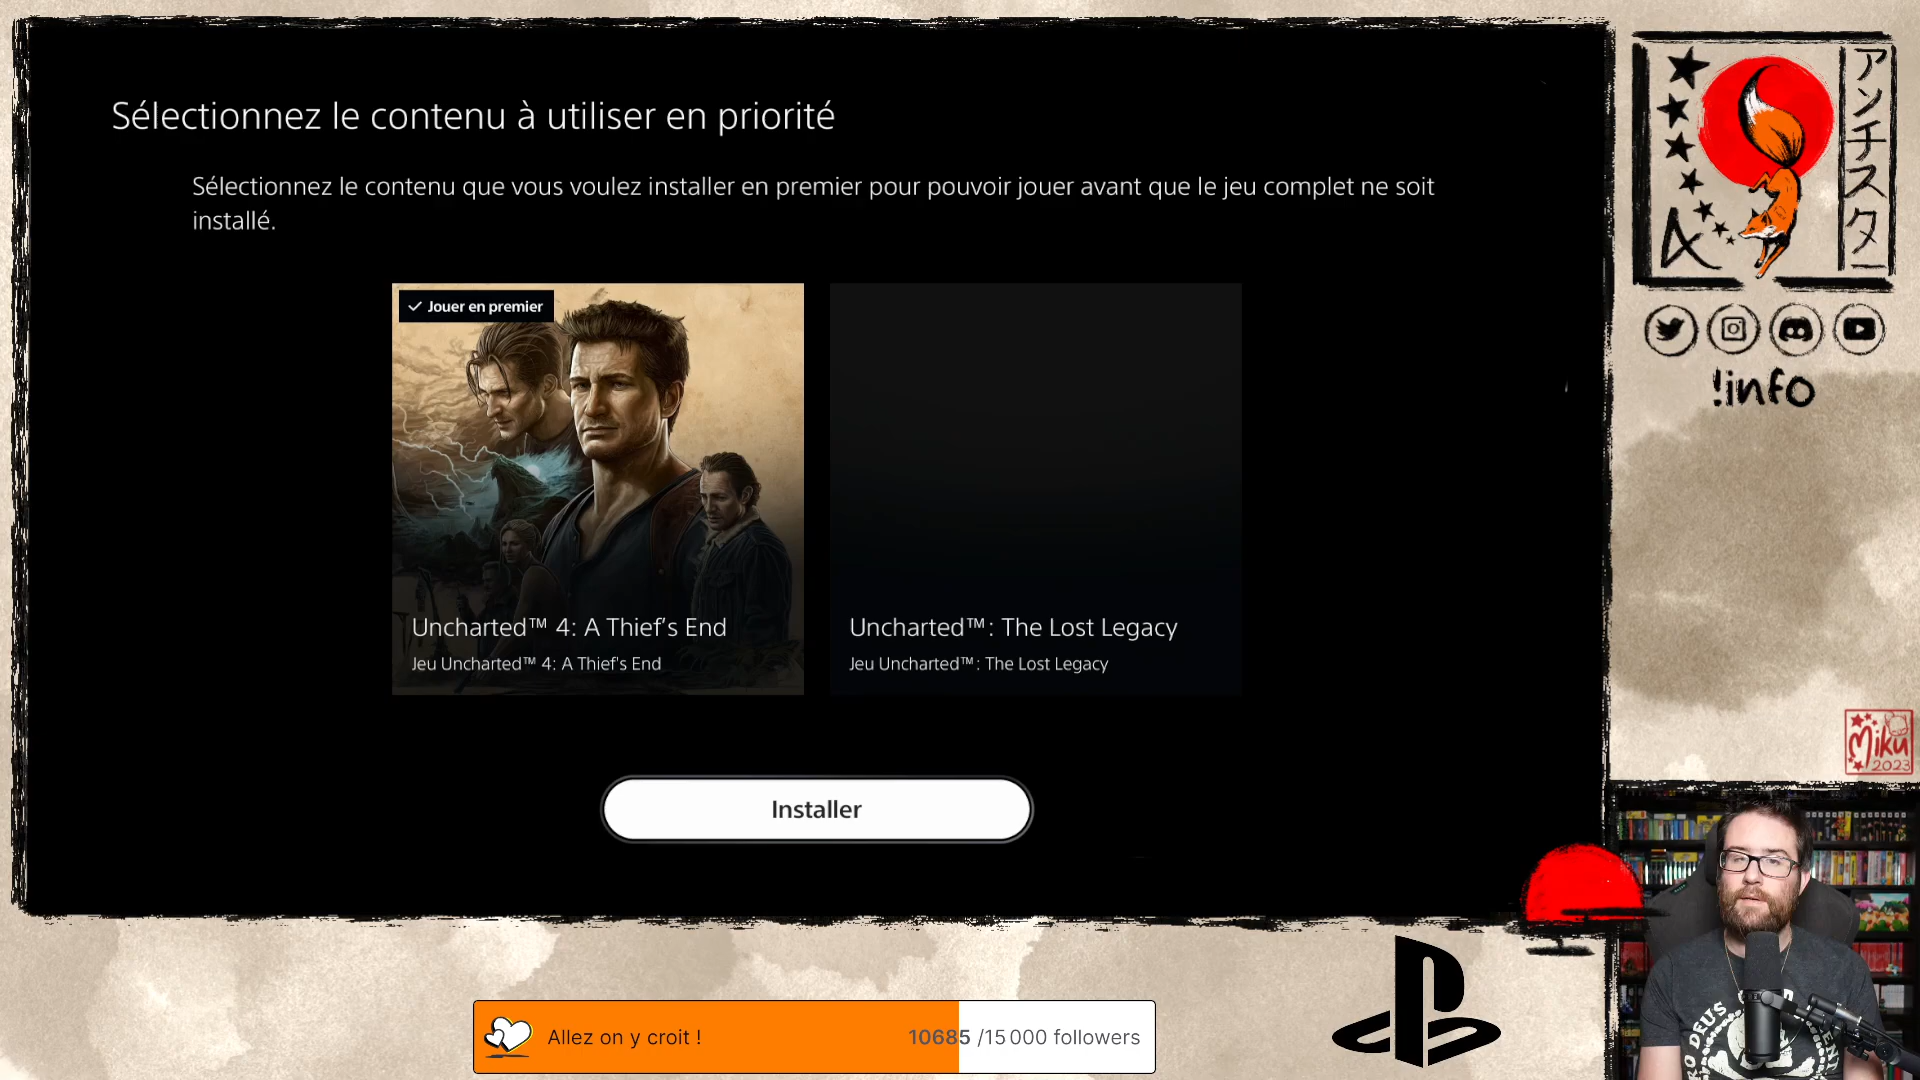 Sélectionnez le contenu à utiliser en priorité
Sélectionnez le contenu que vous voulez installer en premier pour pouvoir jouer avant que le jeu complet ne soit
installé.
Jouer en premier
Uncharted™ 4: A Thief’s End
Jeu Uncharted™ 4: A Thief's End
Uncharted™: The Lost Legacy
Jeu Uncharted™: The Lost Legacy
Installer
アンチスター
!info
Miku
2023
Allez on y croit !
10685 /15 000 followers